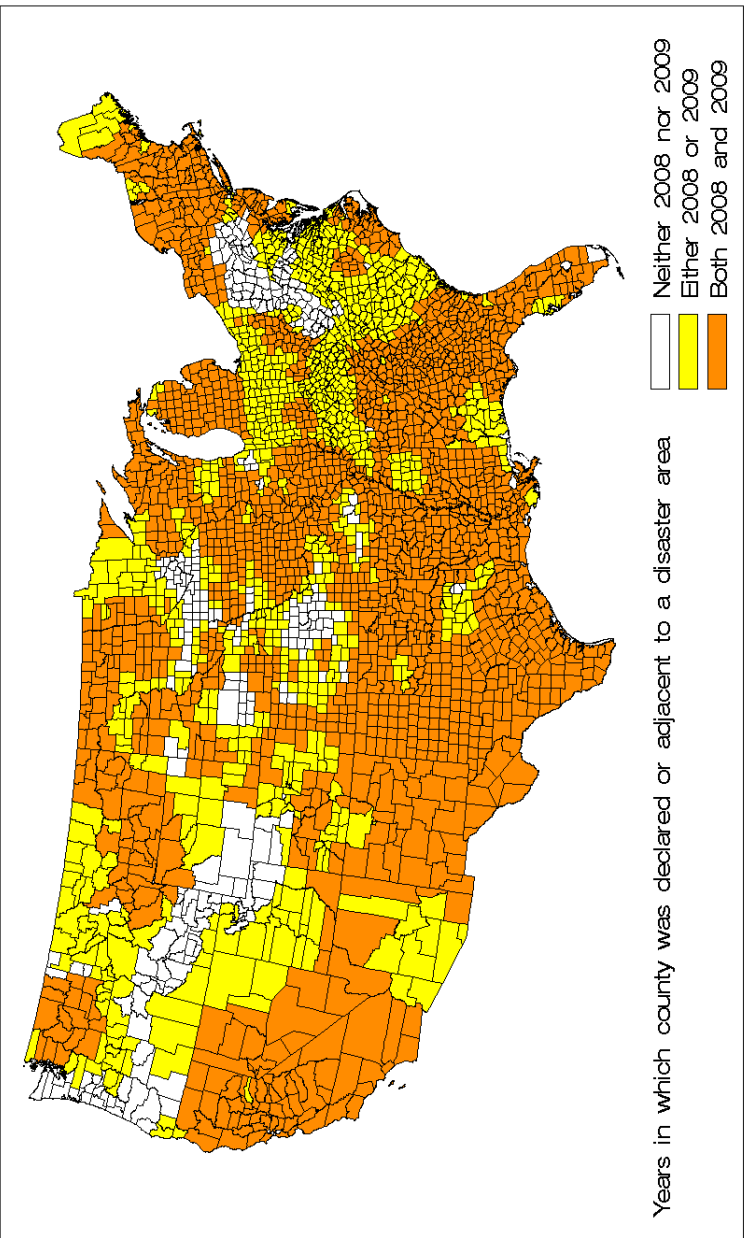 Years in which county was declared or adjacent to a disaster area
Neither 2008 nor 2009
Either 2008 or 2009
Both 2008 and 2009